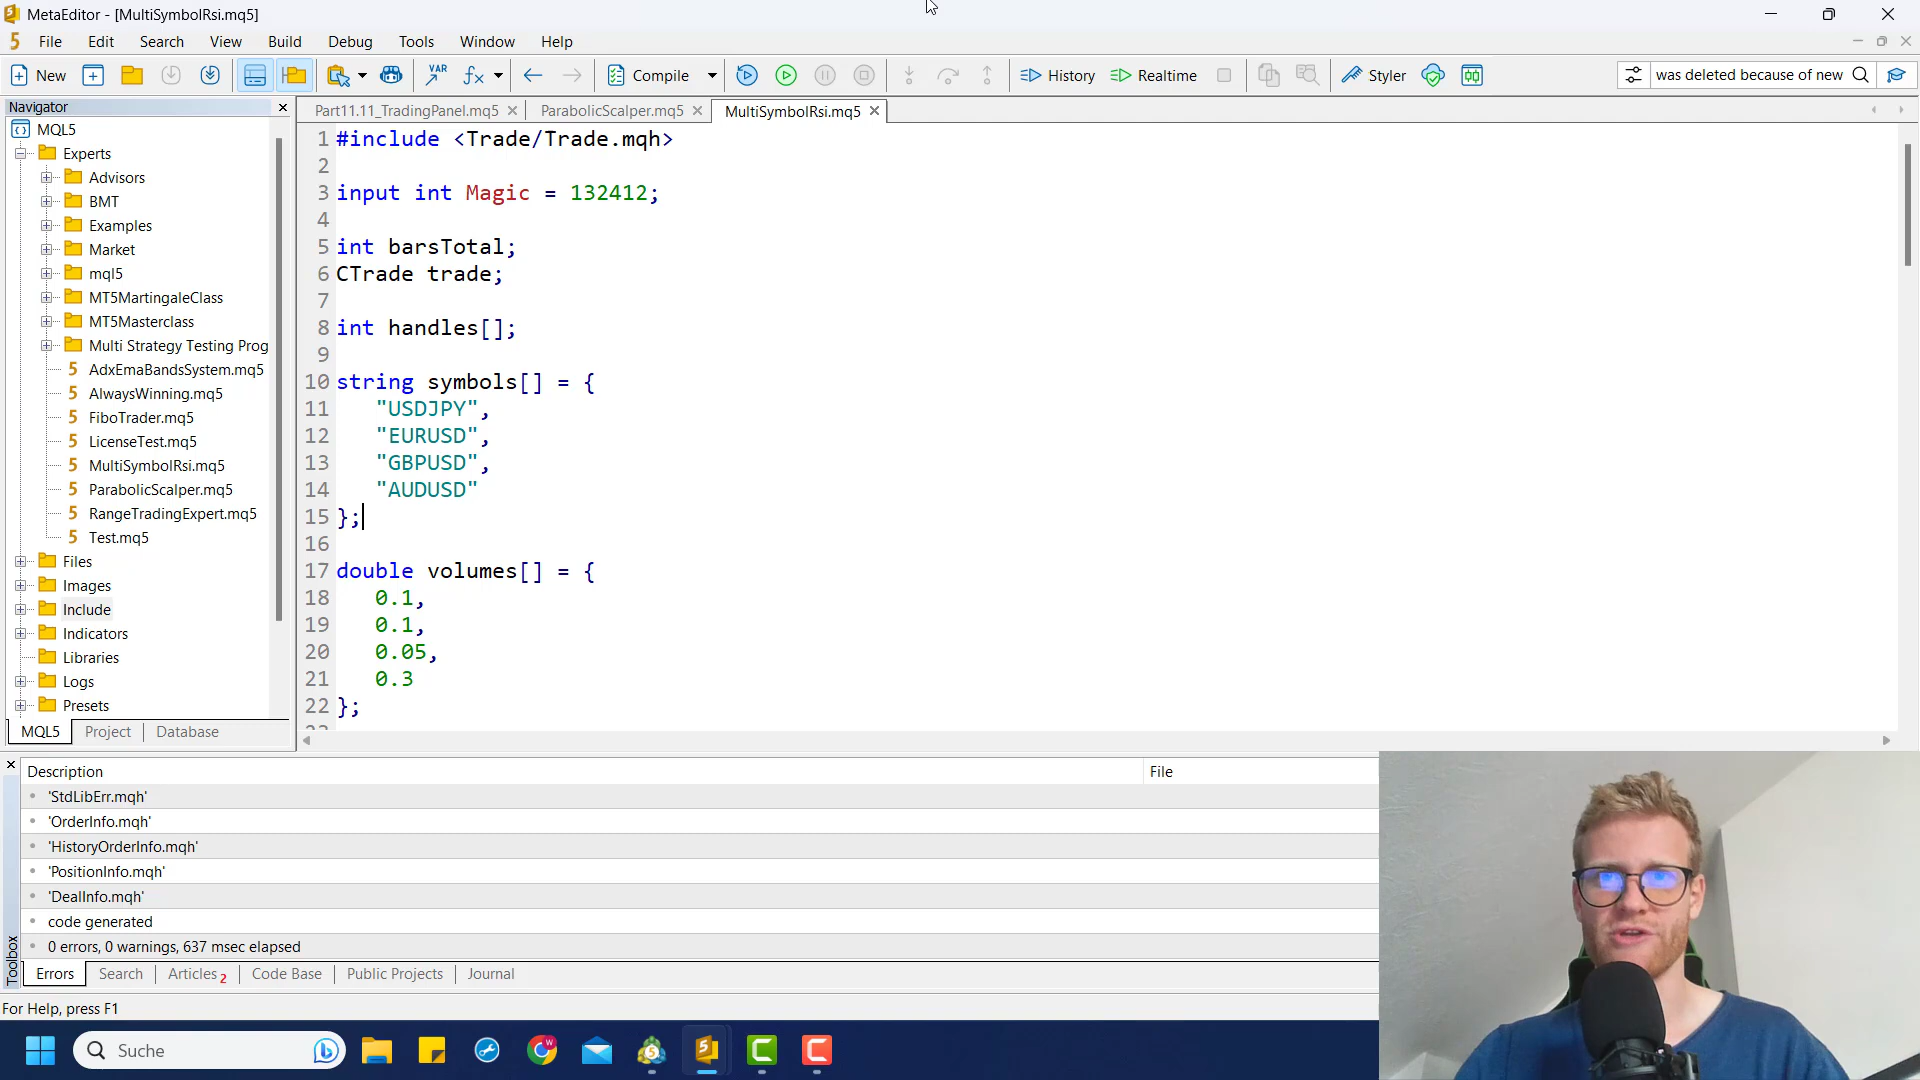 MetaEditor - [MultiSymbolRsi.mq5]
File Edit Search View Build Debug Tools Window Help
New VAR fx Compile History Realtime Styler was deleted because of new
Navigator
MQL5
Experts
Advisors
BMT
Examples
Market
mql5
MT5MartingaleClass
MT5Masterclass
Multi Strategy Testing Prog
AdxEmaBandsSystem.mq5
AlwaysWinning.mq5
FiboTrader.mq5
LicenseTest.mq5
MultiSymbolRsi.mq5
ParabolicScalper.mq5
RangeTradingExpert.mq5
Test.mq5
Files
Images
Include
Indicators
Libraries
Logs
Presets
MQL5 Project Database
Part11.11_TradingPanel.mq5 ParabolicScalper.mq5 MultiSymbolRsi.mq5
1 #include <Trade/Trade.mqh>
2
3 input int Magic = 132412;
4
5 int barsTotal;
6 CTrade trade;
7
8 int handles[];
9
10 string symbols[] = {
11 "USDJPY",
12 "EURUSD",
13 "GBPUSD",
14 "AUDUSD"
15 };
16
17 double volumes[] = {
18 0.1,
19 0.1,
20 0.05,
21 0.3
22 };
Description File
'StdLibErr.mqh'
'OrderInfo.mqh'
'HistoryOrderInfo.mqh'
'PositionInfo.mqh'
'DealInfo.mqh'
code generated
0 errors, 0 warnings, 637 msec elapsed
Toolbox
Errors Search Articles 2 Code Base Public Projects Journal
For Help, press F1
Suche